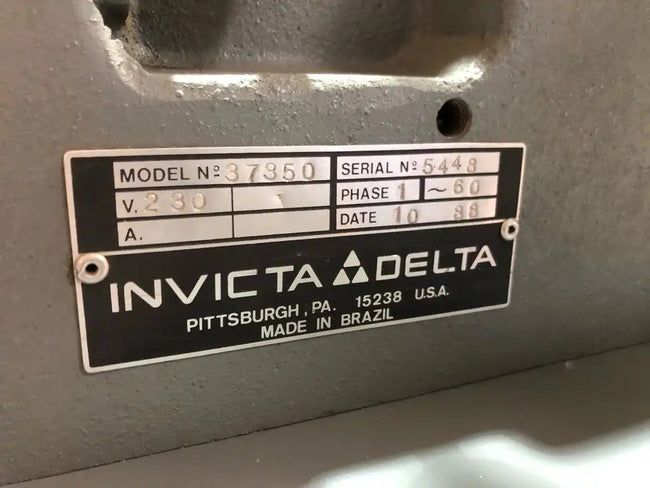 MODEL Nº 37350
SERIAL Nº 5448
V. 230
PHASE 1 ~ 60
A.
DATE 10 88
INVICTA DELTA
PITTSBURGH, PA. 15238 U.S.A.
MADE IN BRAZIL